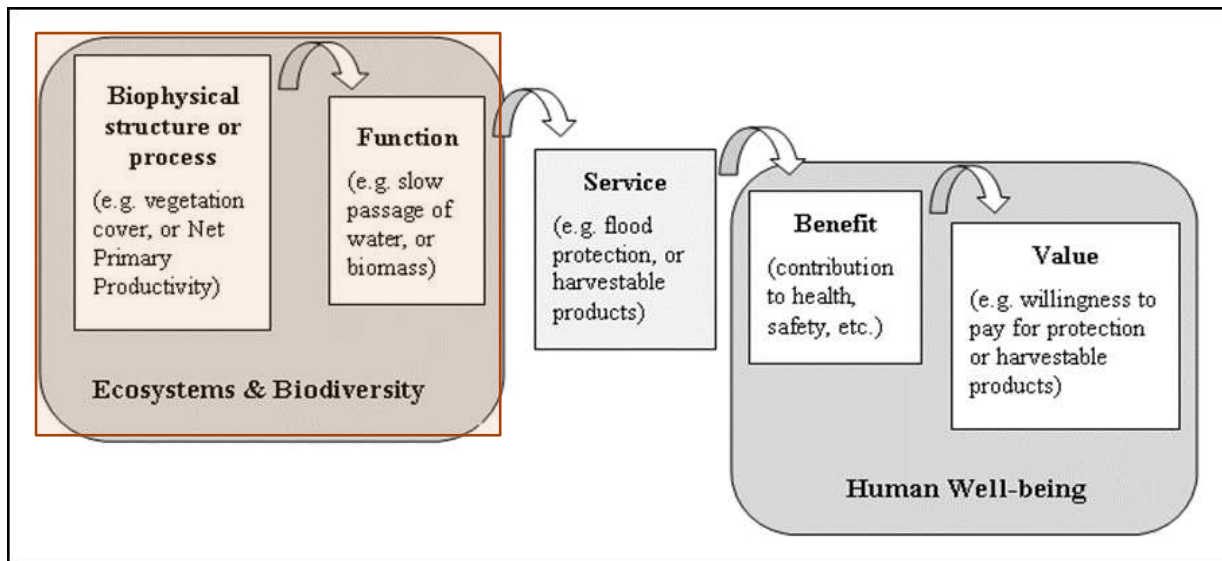 Biophysical
structure or
process
(e.g. vegetation
cover, or Net
Primary
Productivity)
Function
(e.g. slow
passage of
water, or
biomass)
Ecosystems & Biodiversity
Service
(e.g. flood
protection, or
harvestable
products)
Benefit
(contribution
to health,
safety, etc.)
Value
(e.g. willingness to
pay for protection
or harvestable
products)
Human Well-being